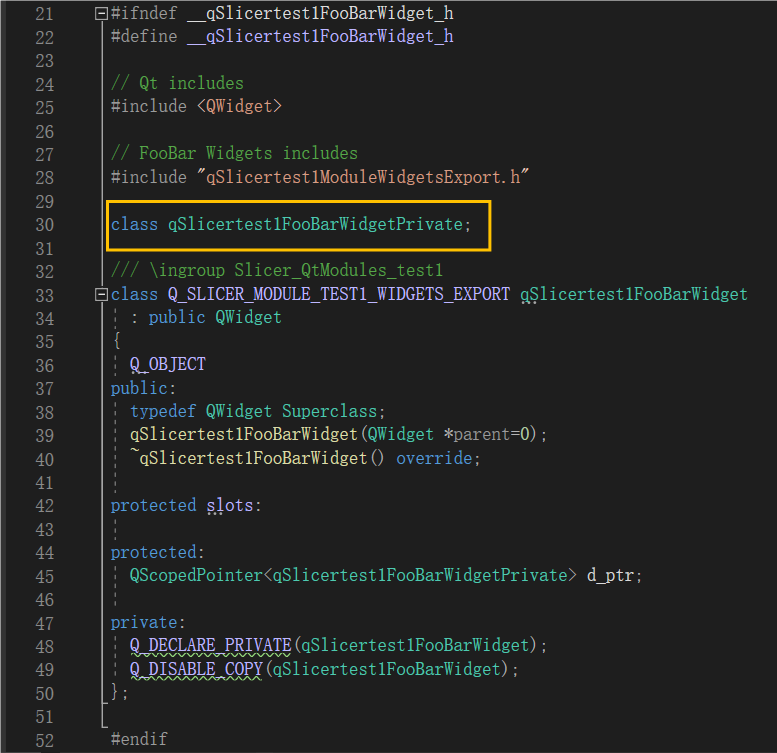 21 #ifndef __qSlicertest1FooBarWidget_h
22 #define __qSlicertest1FooBarWidget_h
23
24 // Qt includes
25 #include <QWidget>
26
27 // FooBar Widgets includes
28 #include "qSlicertest1ModuleWidgetsExport.h"
29
30 class qSlicertest1FooBarWidgetPrivate;
31
32 /// \ingroup Slicer_QtModules_test1
33 class Q_SLICER_MODULE_TEST1_WIDGETS_EXPORT qSlicertest1FooBarWidget
34 : public QWidget
35 {
36 Q_OBJECT
37 public:
38 typedef QWidget Superclass;
39 qSlicertest1FooBarWidget(QWidget *parent=0);
40 ~qSlicertest1FooBarWidget() override;
41
42 protected slots:
43
44 protected:
45 QScopedPointer<qSlicertest1FooBarWidgetPrivate> d_ptr;
46
47 private:
48 Q_DECLARE_PRIVATE(qSlicertest1FooBarWidget);
49 Q_DISABLE_COPY(qSlicertest1FooBarWidget);
50 };
51
52 #endif